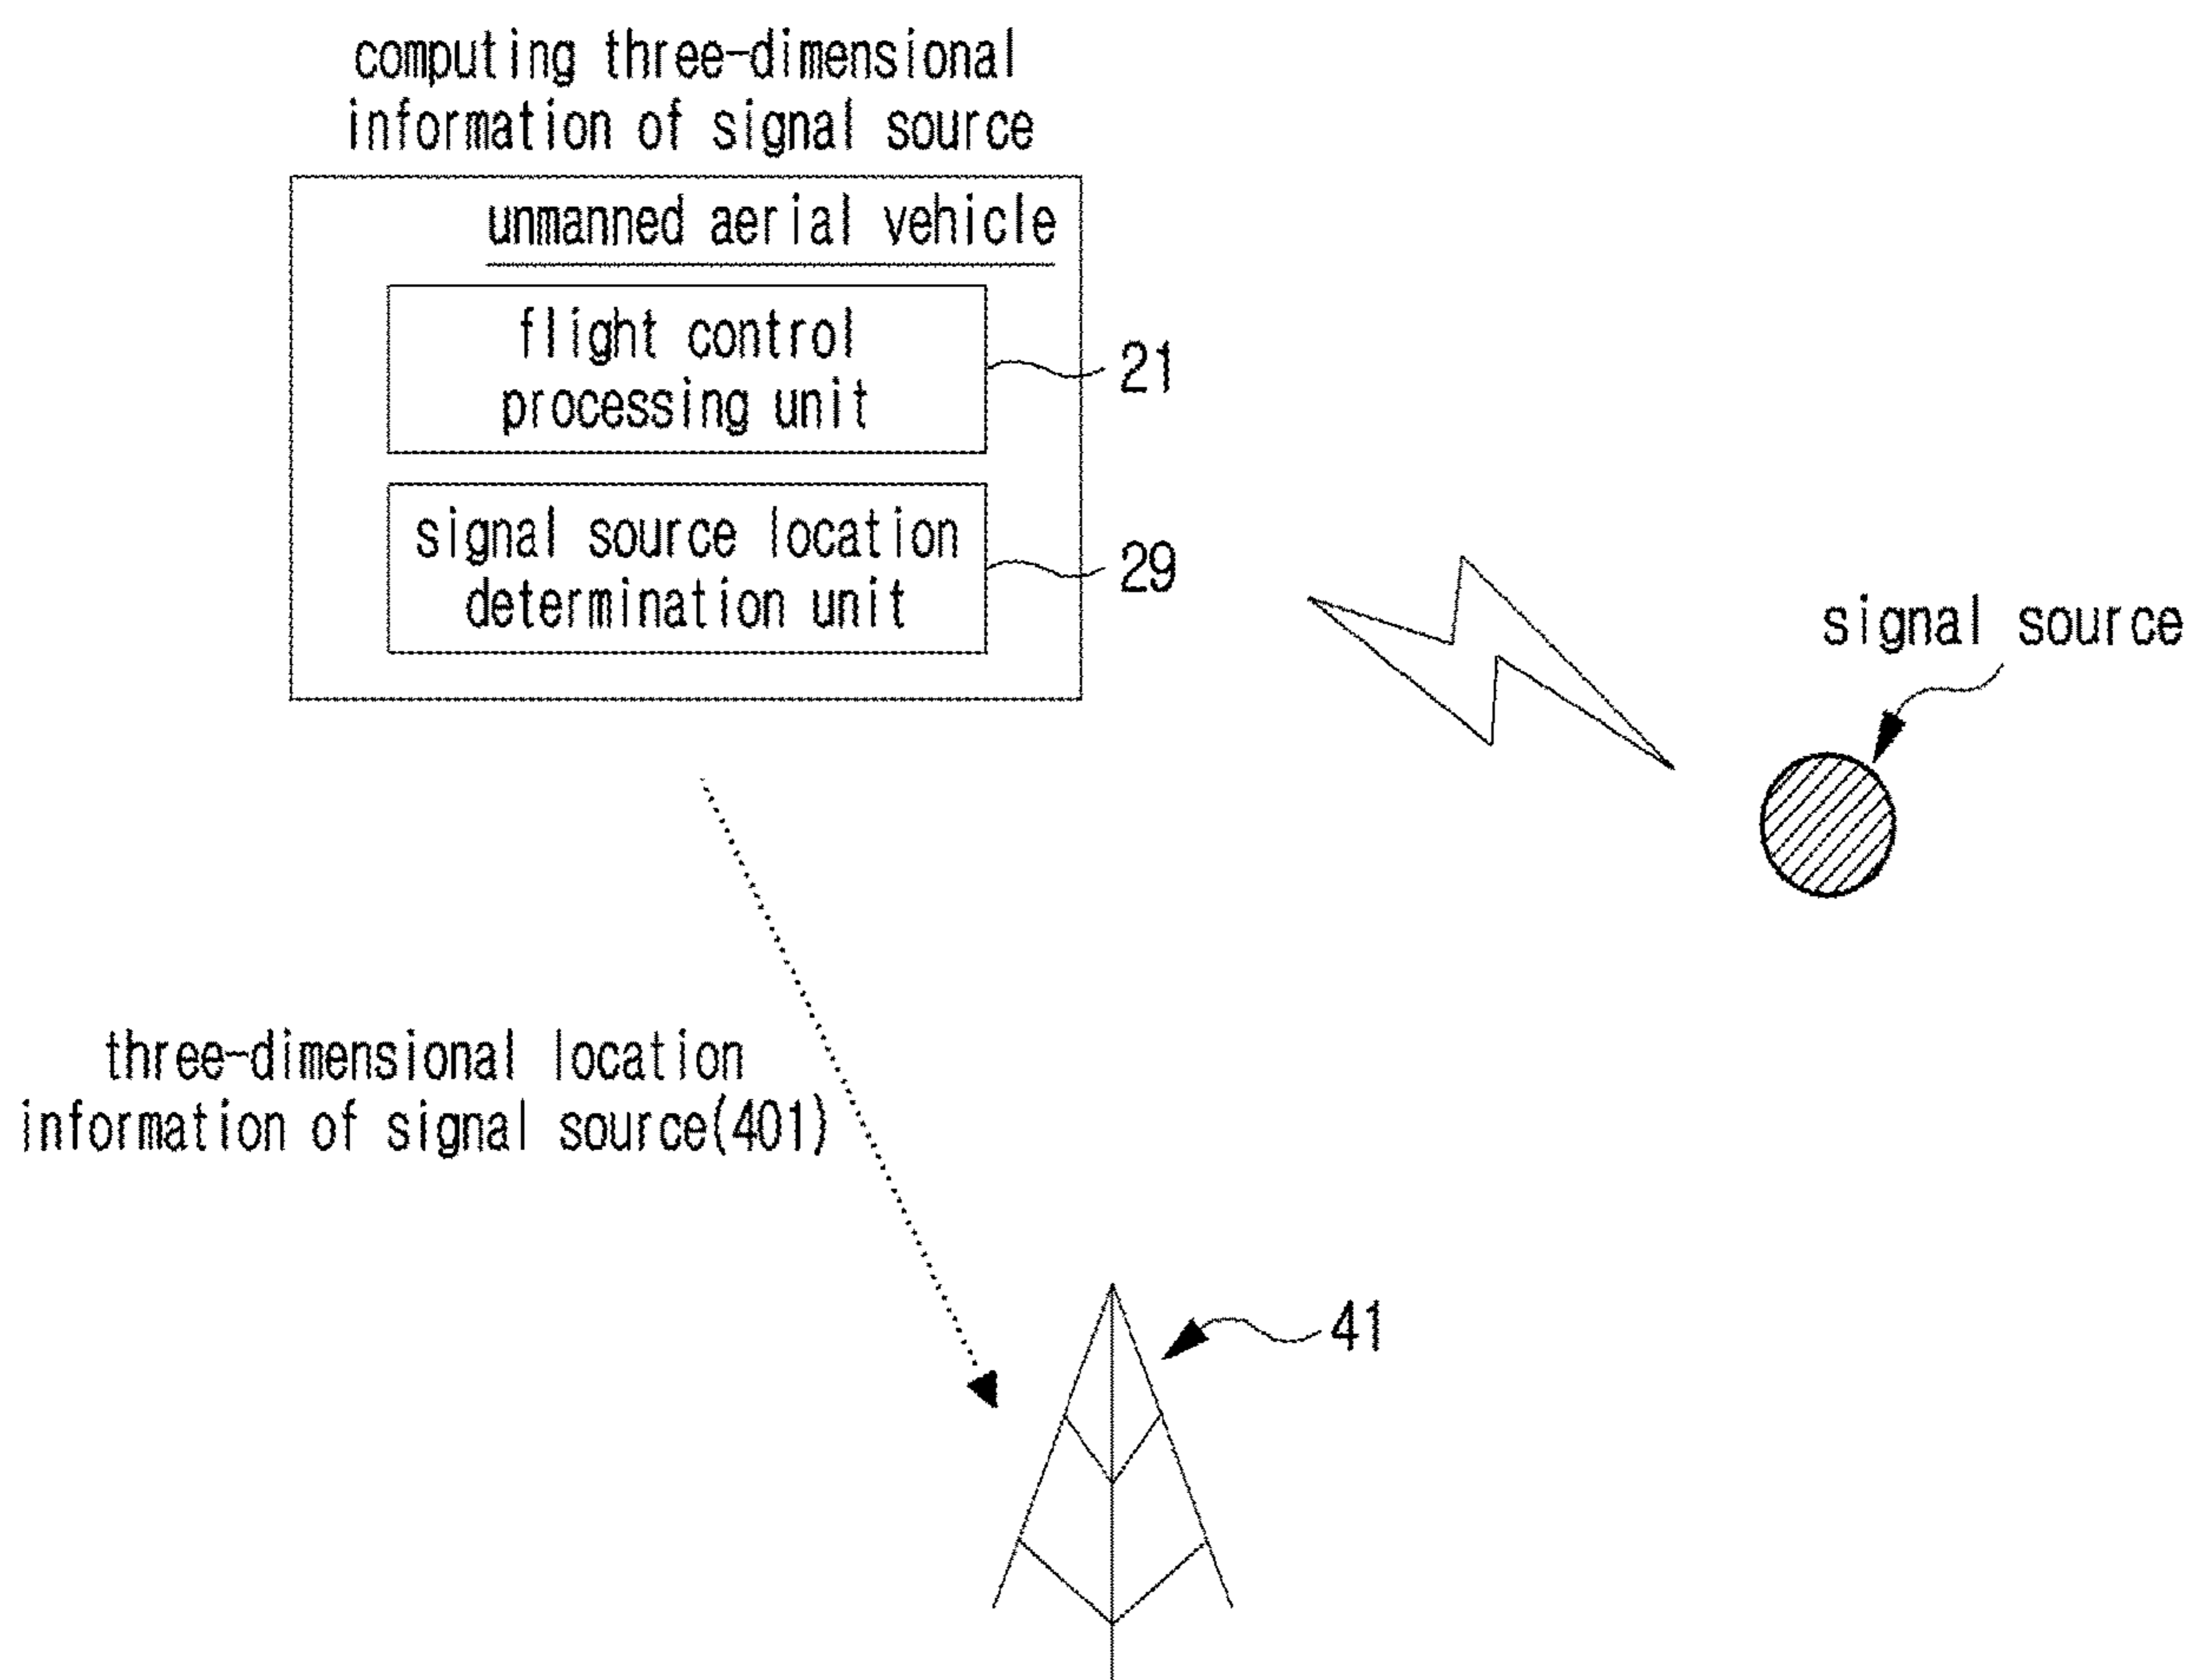 computing three-dimensional
information of signal source
unmanned aerial vehicle
flight control
processing unit
21
signal source location
determination unit
29
signal source
three-dimensional location
information of signal source(401)
41